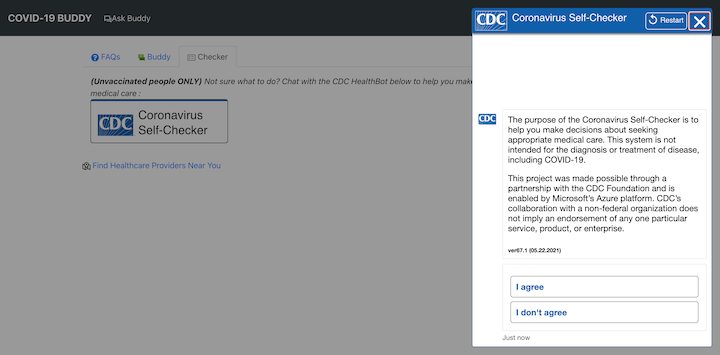 COVID-19 BUDDY Ask Buddy
FAQs Buddy Checker
(Unvaccinated people ONLY) Not sure what to do? Chat with the CDC HealthBot below to help you mak
medical care :
CDC Coronavirus
Self-Checker
Find Healthcare Providers Near You
CDC Coronavirus Self-Checker Restart
CDC
The purpose of the Coronavirus Self-Checker is to
help you make decisions about seeking
appropriate medical care. This system is not
intended for the diagnosis or treatment of disease,
including COVID-19.
This project was made possible through a
partnership with the CDC Foundation and is
enabled by Microsoft's Azure platform. CDC's
collaboration with a non-federal organization does
not imply an endorsement of any one particular
service, product, or enterprise.
ver67.1 (05.22.2021)
I agree
I don't agree
Just now